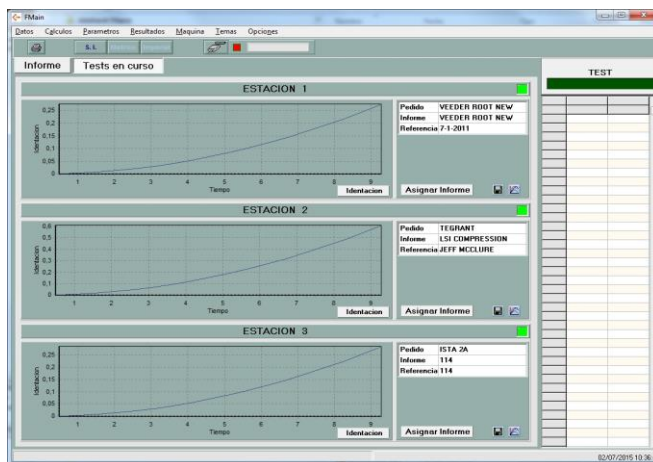 FMain
Datos Cálculos Parametros Resultados Maquina Temas Opciones
S. I.
Informe Tests en curso
TEST
ESTACION 1
0,25
0,2
0,15
0,1
0,05
0
Identacion
1 2 3 4 5 6 7 8 9
Tiempo
Identacion
Pedido VEEDER ROOT NEW
Informe VEEDER ROOT NEW
Referencia 7-1-2011
Asignar Informe
ESTACION 2
0,6
0,5
0,4
0,3
0,2
0,1
0
Identacion
1 2 3 4 5 6 7 8 9
Tiempo
Identacion
Pedido TEGRANT
Informe LSI COMPRESSION
Referencia JEFF MCCLURE
Asignar Informe
ESTACION 3
0,25
0,2
0,15
0,1
0,05
0
Identacion
1 2 3 4 5 6 7 8 9
Tiempo
Identacion
Pedido ISTA 2A
Informe 114
Referencia 114
Asignar Informe
02/07/2015 10:36